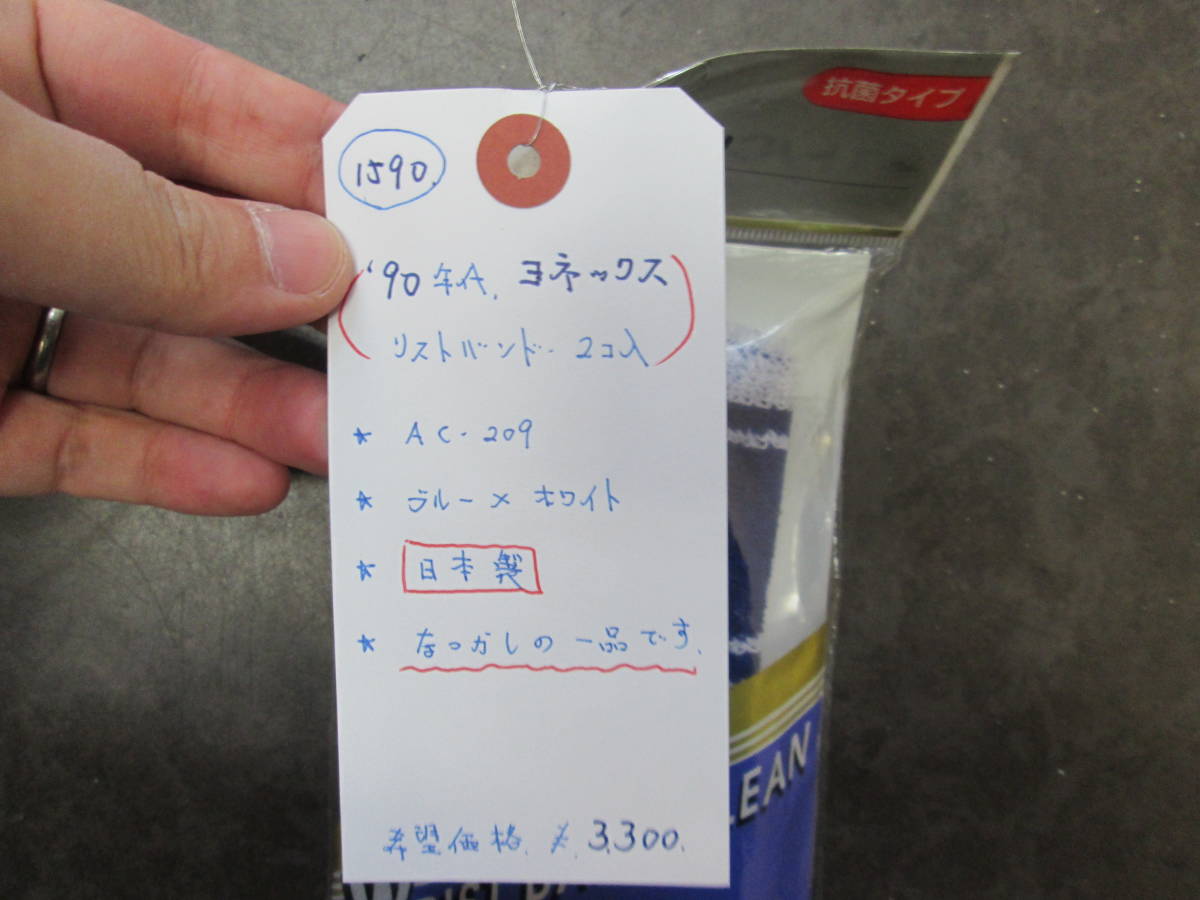 抗菌タイプ
1590.
'90年代. ヨネックス
リストバンド. 2コ入
★ AC-209
★ ブルー×ホワイト
★ 日本製
★ なつかしの一品です.
LEAN
希望価格. ¥.3,300.